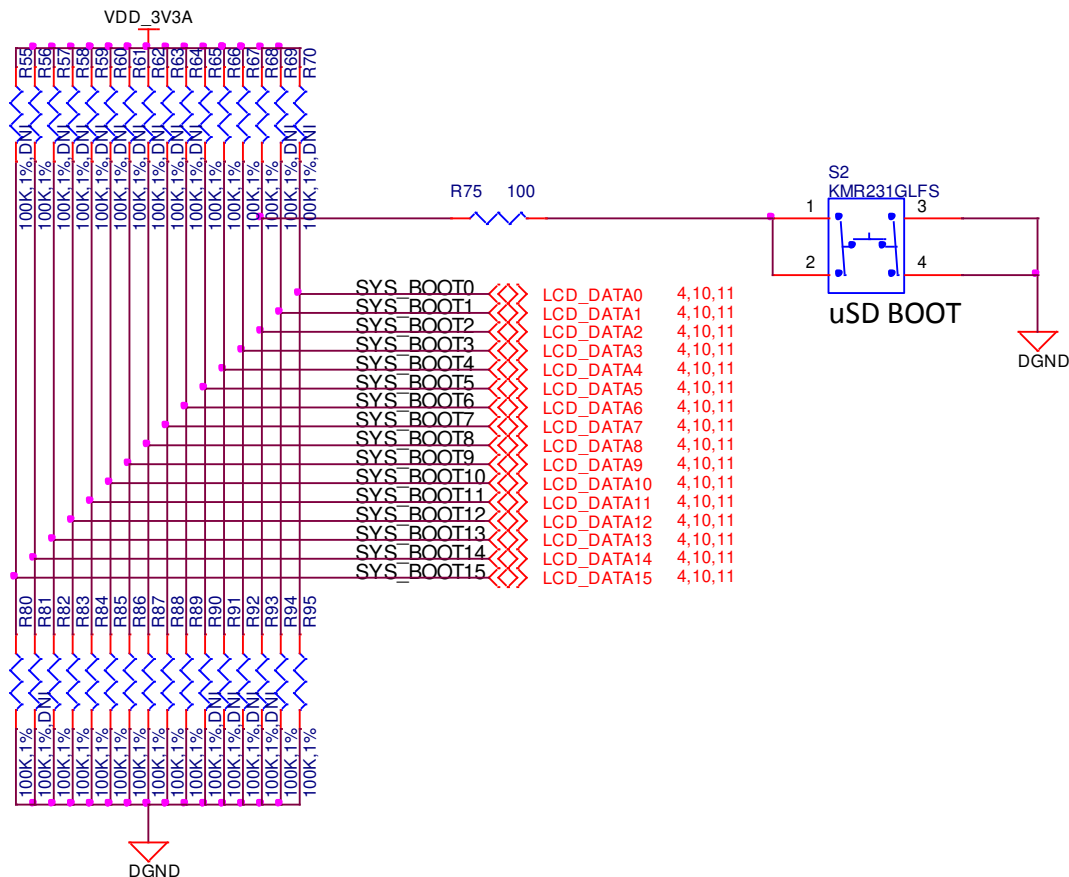 VDD_3V3A
R55
R56
R57
R58
R59
R60
R61
R62
R63
R64
R65
R66
R67
R68
R69
R70
100K,1%,DNI
100K,1%
100K,1%,DNI
100K,1%,DNI
100K,1%,DNI
100K,1%,DNI
100K,1%,DNI
100K,1%,DNI
100K,1%,DNI
100K,1%,DNI
100K,1%
100K,1%
100K,1%
100K,1%
100K,1%,DNI
100K,1%,DNI
R75 100
S2
KMR231GLFS
1 3
2 4
uSD BOOT
DGND
SYS_BOOT0 LCD_DATA0 4,10,11
SYS_BOOT1 LCD_DATA1 4,10,11
SYS_BOOT2 LCD_DATA2 4,10,11
SYS_BOOT3 LCD_DATA3 4,10,11
SYS_BOOT4 LCD_DATA4 4,10,11
SYS_BOOT5 LCD_DATA5 4,10,11
SYS_BOOT6 LCD_DATA6 4,10,11
SYS_BOOT7 LCD_DATA7 4,10,11
SYS_BOOT8 LCD_DATA8 4,10,11
SYS_BOOT9 LCD_DATA9 4,10,11
SYS_BOOT10 LCD_DATA10 4,10,11
SYS_BOOT11 LCD_DATA11 4,10,11
SYS_BOOT12 LCD_DATA12 4,10,11
SYS_BOOT13 LCD_DATA13 4,10,11
SYS_BOOT14 LCD_DATA14 4,10,11
SYS_BOOT15 LCD_DATA15 4,10,11
R80
R81
R82
R83
R84
R85
R86
R87
R88
R89
R90
R91
R92
R93
R94
R95
100K,1%
100K,1%,DNI
100K,1%
100K,1%
100K,1%
100K,1%
100K,1%
100K,1%
100K,1%
100K,1%
100K,1%,DNI
100K,1%,DNI
100K,1%,DNI
100K,1%,DNI
100K,1%
100K,1%
DGND